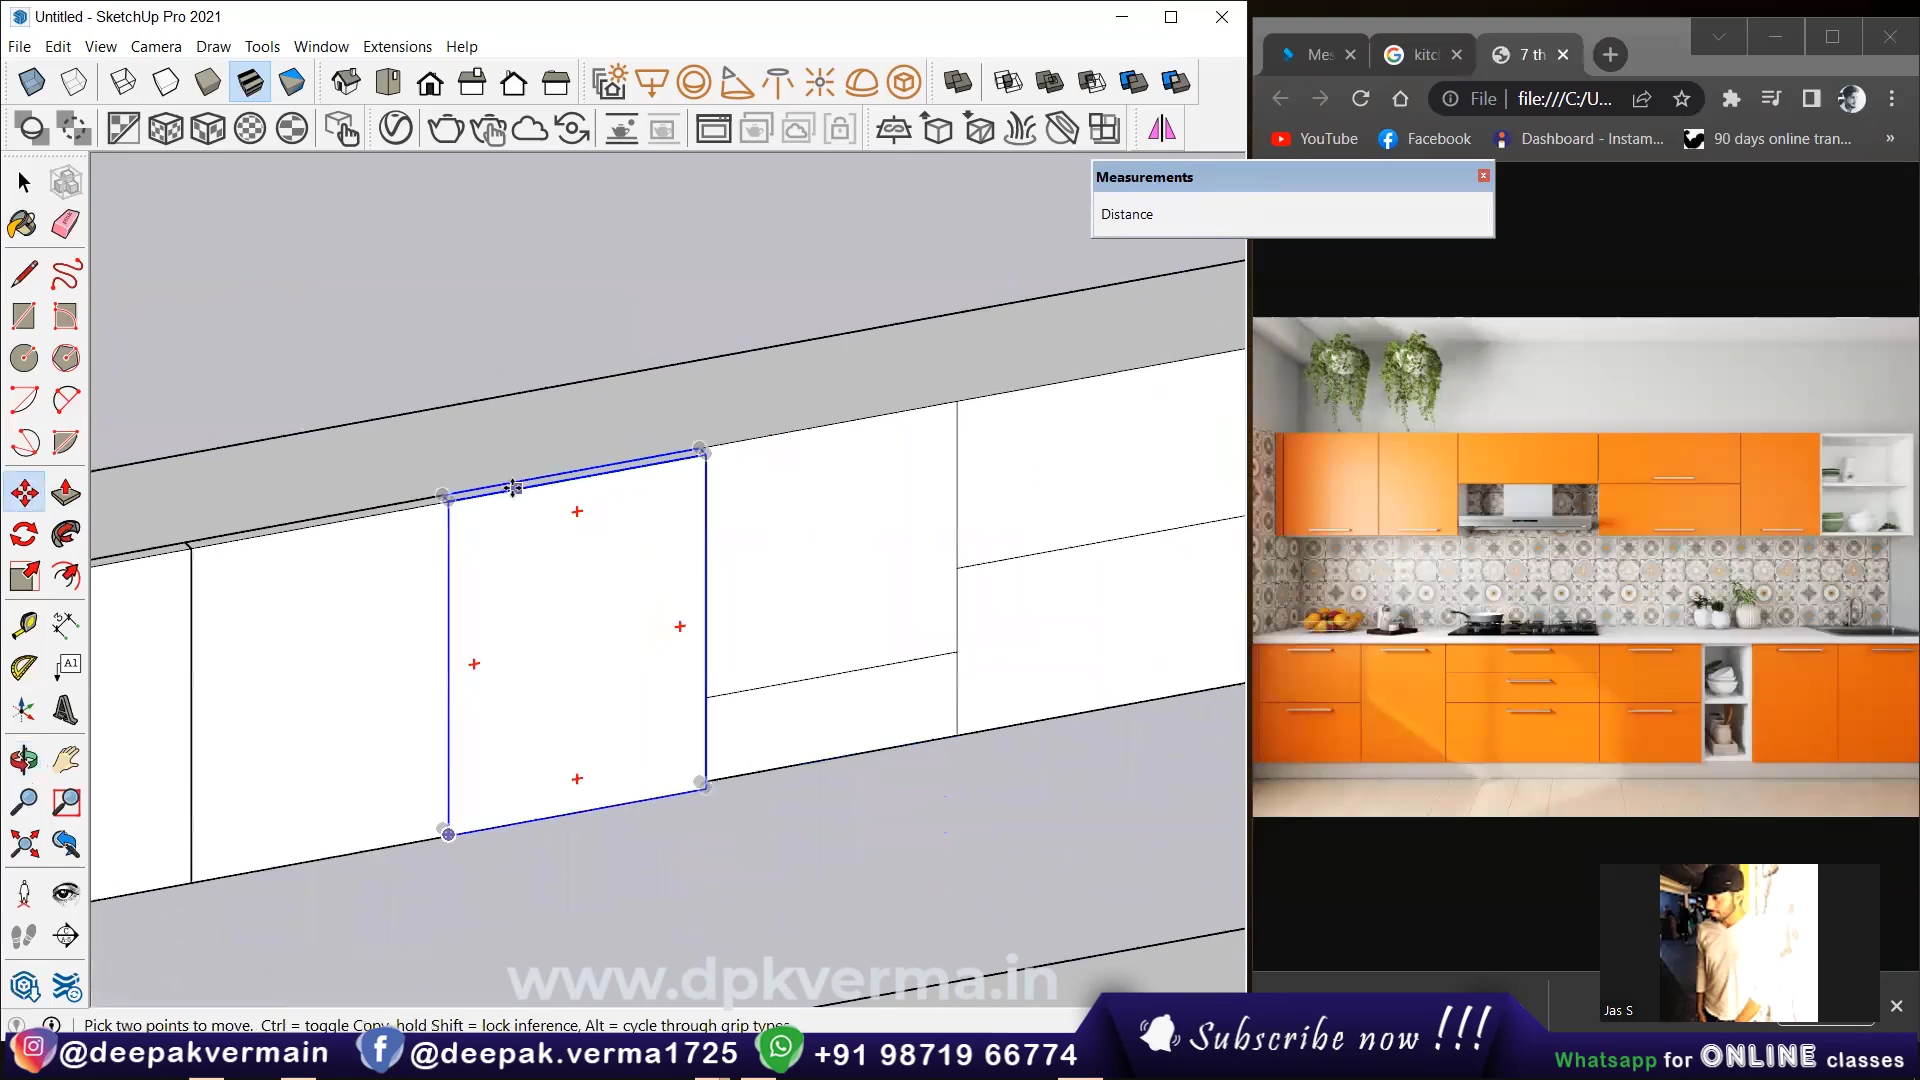 Untitled - SketchUp Pro 2021
File Edit View Camera Draw Tools Window Extensions Help
Mes
kitcl
7 th
File
file:///C:/U...
YouTube
Facebook
Dashboard - Instam...
90 days online tran...
»
Measurements
Distance
A1
www.dpkverma.in
Jas S
Pick two points to move. Ctrl = toggle Copy, hold Shift = lock inference, Alt = cycle through grip types
@deepakvermain
@deepak.verma1725
+91 98719 66774
Subscribe now !!!
Whatsapp for ONLINE classes